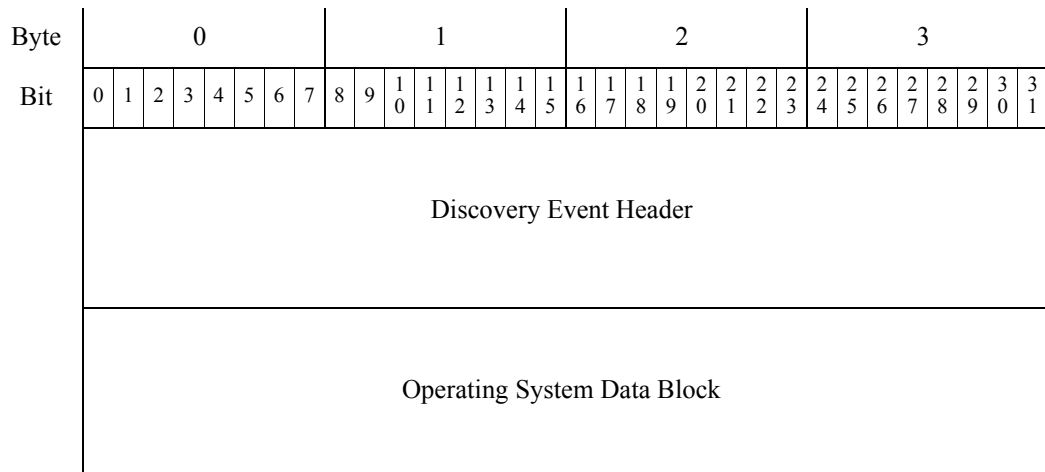 Byte 0 1 2 3
Bit 0 1 2 3 4 5 6 7 8 9 10 11 12 13 14 15 16 17 18 19 20 21 22 23 24 25 26 27 28 29 30 31
Discovery Event Header
Operating System Data Block